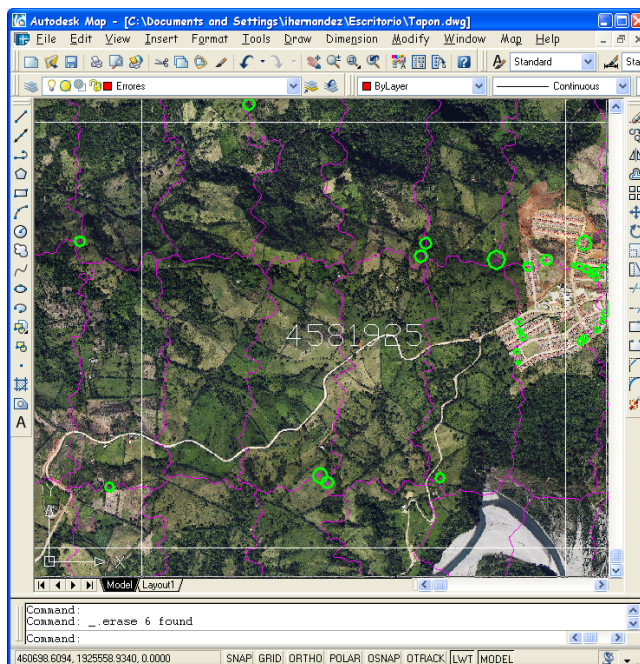 Autodesk Map - [C:\Documents and Settings\ihernandez\Escritorio\Tapon.dwg]
File Edit View Insert Format Tools Draw Dimension Modify Window Map Help
Standard Sta
Errores ByLayer Continuous
4581925
Y
X
Model Layout1
Command:
Command: _.erase 6 found
Command:
460698.6094, 1925558.9340, 0.0000 SNAP GRID ORTHO POLAR OSNAP OTRACK LWT MODEL